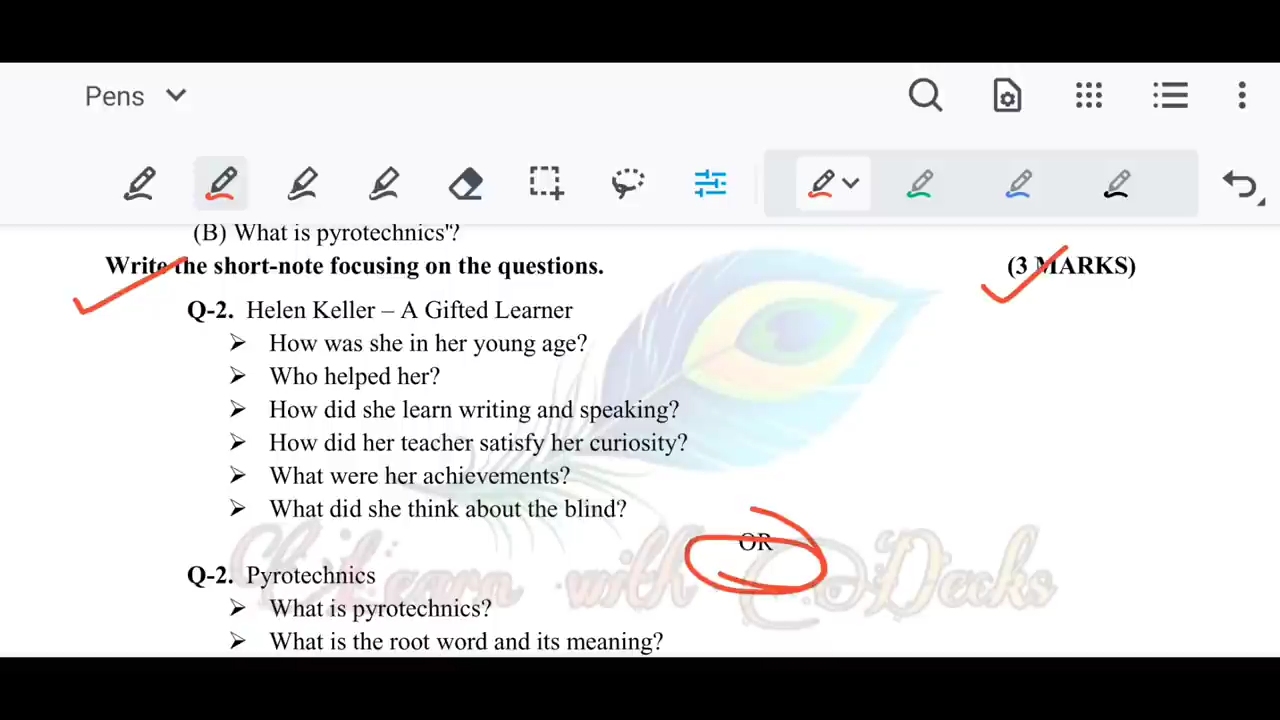 Pens
(B) What is pyrotechnics"?
Write the short-note focusing on the questions. (3 MARKS)
Q-2. Helen Keller – A Gifted Learner
➢ How was she in her young age?
➢ Who helped her?
➢ How did she learn writing and speaking?
➢ How did her teacher satisfy her curiosity?
➢ What were her achievements?
➢ What did she think about the blind?
OR
Learn with Decks
Q-2. Pyrotechnics
➢ What is pyrotechnics?
➢ What is the root word and its meaning?